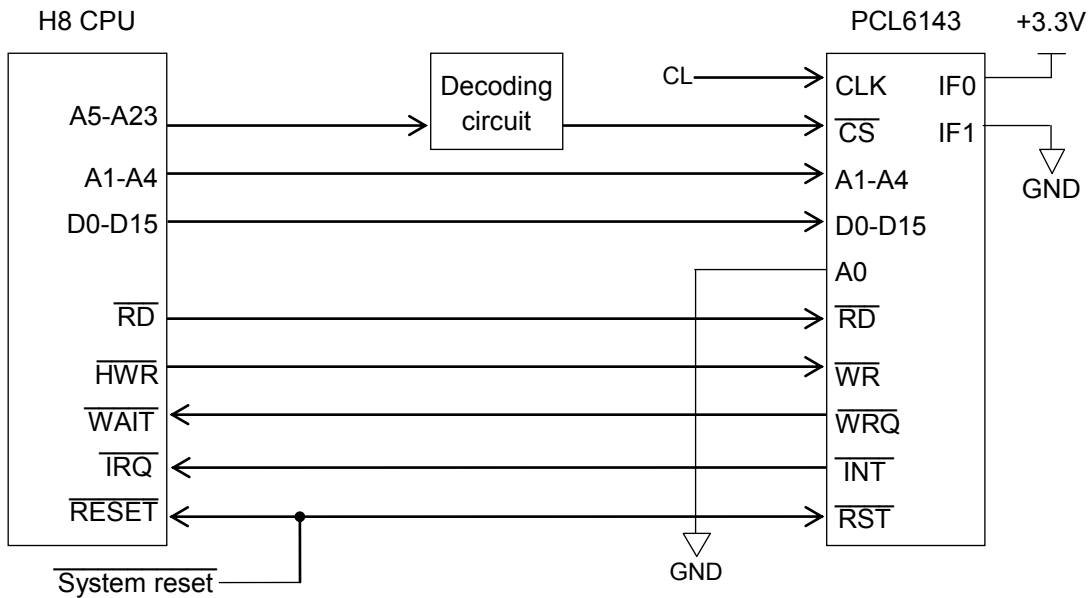 H8 CPU
PCL6143
+3.3V
A5-A23
Decoding
circuit
CL
CLK
IF0
CS
IF1
A1-A4
A1-A4
GND
D0-D15
D0-D15
A0
RD
RD
HWR
WR
WAIT
WRQ
IRQ
INT
RESET
RST
GND
System reset